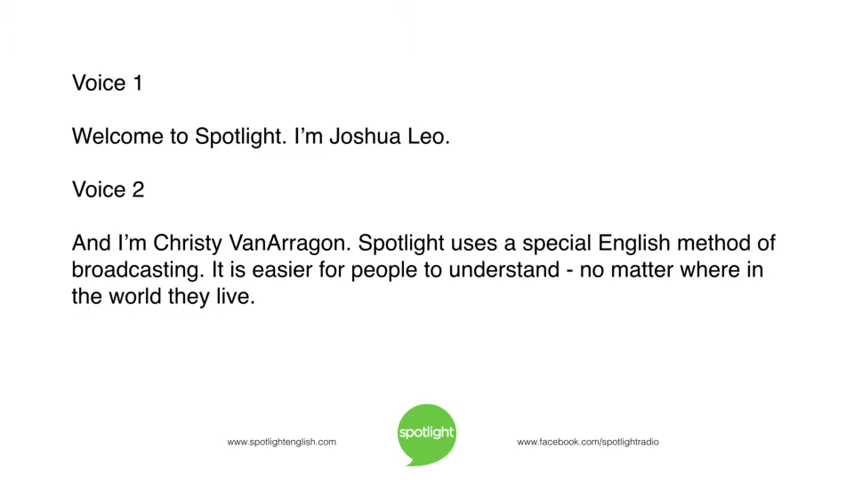 Voice 1
Welcome to Spotlight. I'm Joshua Leo.
Voice 2
And I'm Christy VanArragon. Spotlight uses a special English method of
broadcasting. It is easier for people to understand - no matter where in
the world they live.
www.spotlightenglish.com
spotlight
www.facebook.com/spotlightradio